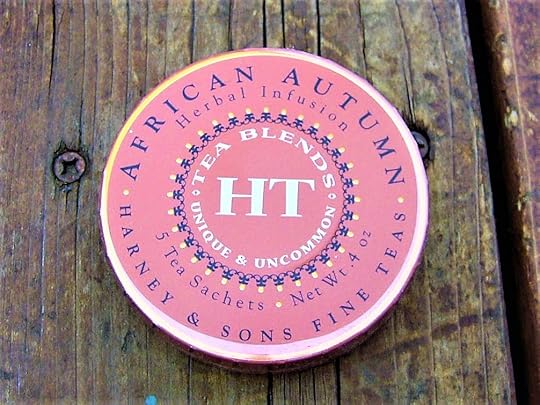 AFRICAN AUTUMN
Herbal Infusion
TEA BLENDS
HT
UNIQUE & UNCOMMON
5 Tea Sachets • Net Wt. 4 oz
HARNEY & SONS FINE TEAS